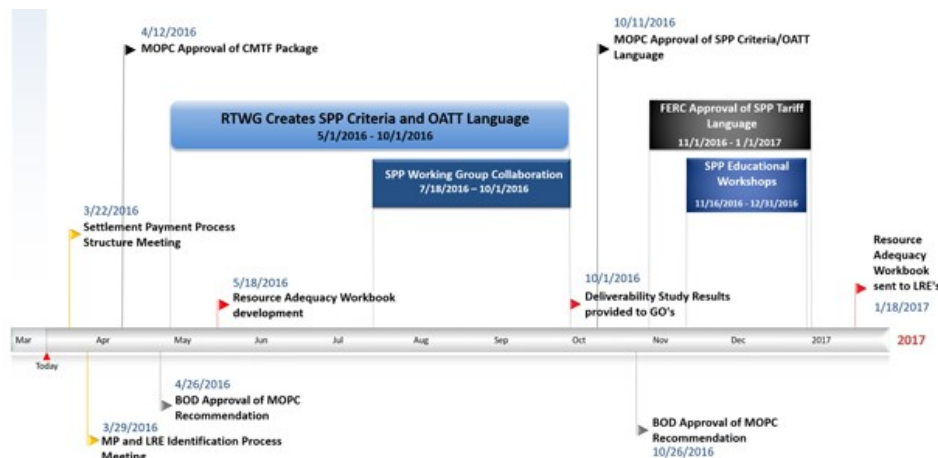 4/12/2016
MOPC Approval of CMTF Package
10/11/2016
MOPC Approval of SPP Criteria/OATT
Language
RTWG Creates SPP Criteria and OATT Language
5/1/2016 - 10/1/2016
FERC Approval of SPP Tariff
Language
11/1/2016 - 1 /1/2017
SPP Working Group Collaboration
7/18/2016 – 10/1/2016
SPP Educational
Workshops
11/16/2016 - 12/31/2016
3/22/2016
Settlement Payment Process
Structure Meeting
5/18/2016
Resource Adequacy Workbook
development
10/1/2016
Deliverability Study Results
provided to GO's
Resource
Adequacy
Workbook
sent to LRE's
1/18/2017
Mar
Apr
May
Jun
Jul
Aug
Sep
Oct
Nov
Dec
2017
2017
Today
4/26/2016
BOD Approval of MOPC
Recommendation
3/29/2016
MP and LRE Identification Process
Meeting
BOD Approval of MOPC
Recommendation
10/26/2016